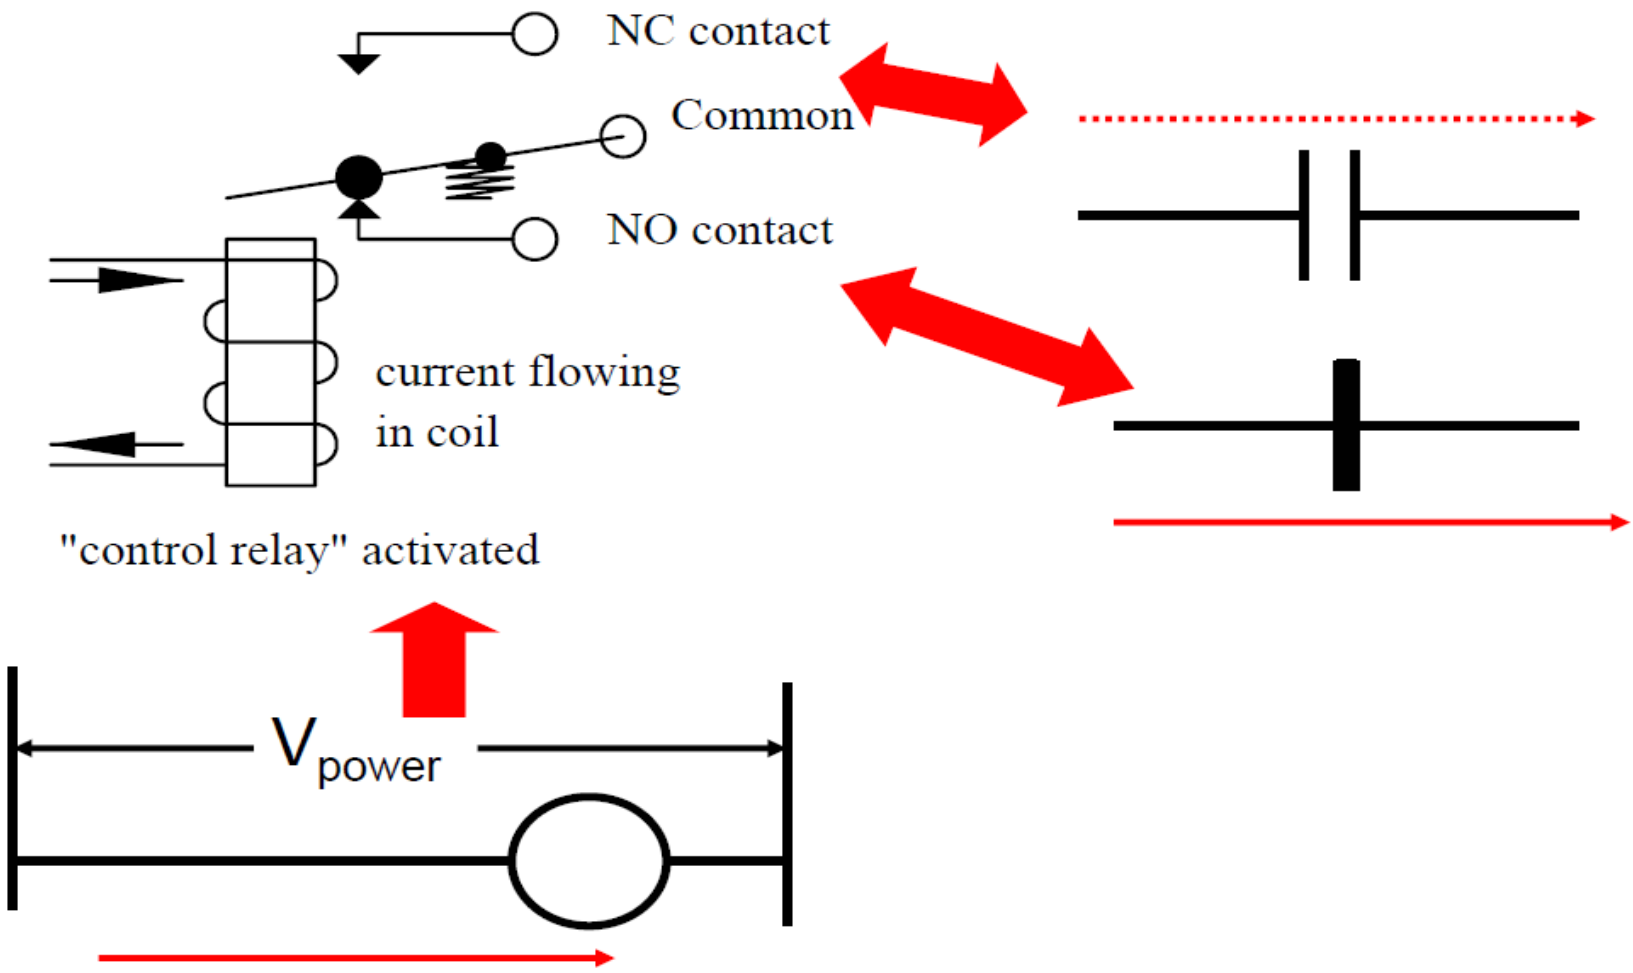 NC contact
Common
NO contact
current flowing
in coil
"control relay" activated
Vpower